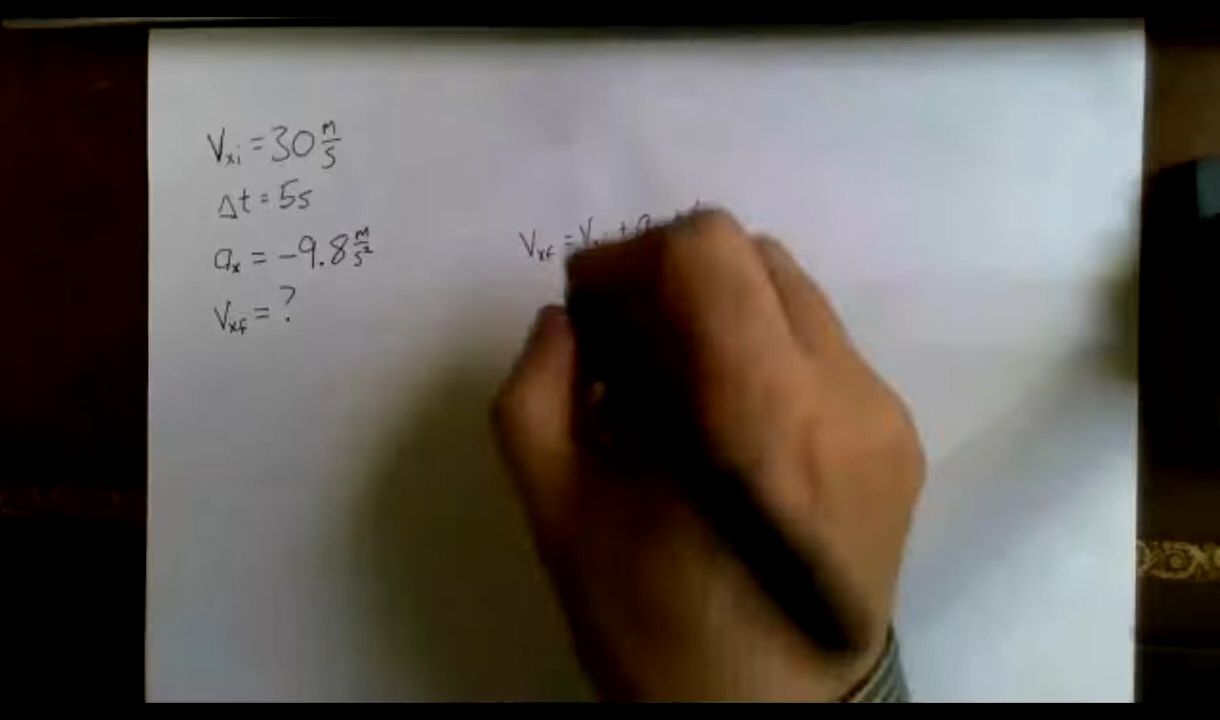 Vxi = 30 m/s
Δt = 5s
ax = -9.8 m/s²
Vxf = ?
Vxf = V